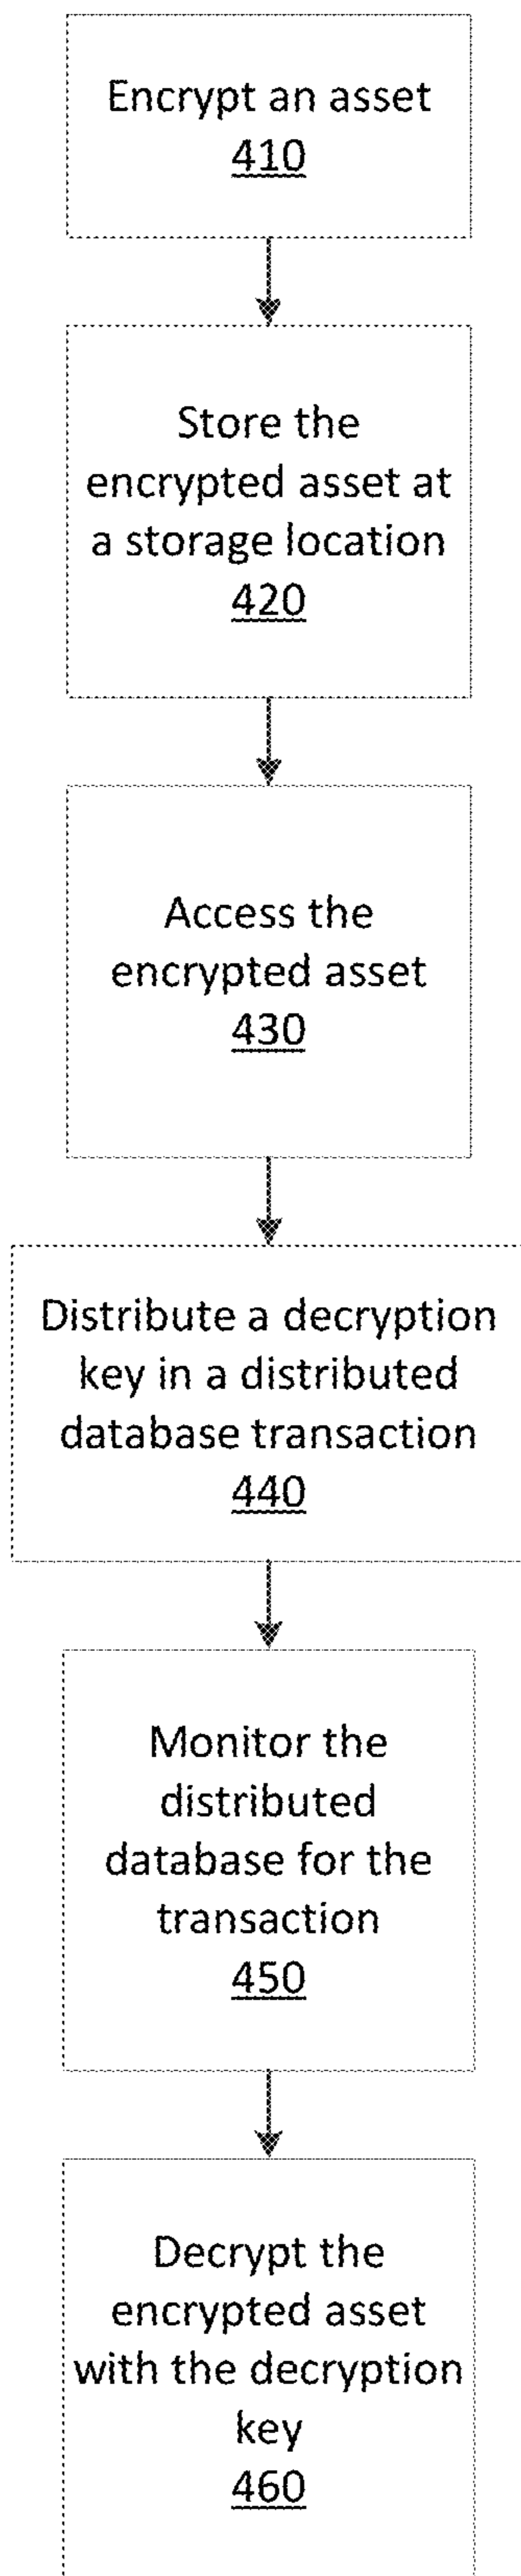 Encrypt an asset
410
Store the
encrypted asset at
a storage location
420
Access the
encrypted asset
430
Distribute a decryption
key in a distributed
database transaction
440
Monitor the
distributed
database for the
transaction
450
Decrypt the
encrypted asset
with the decryption
key
460